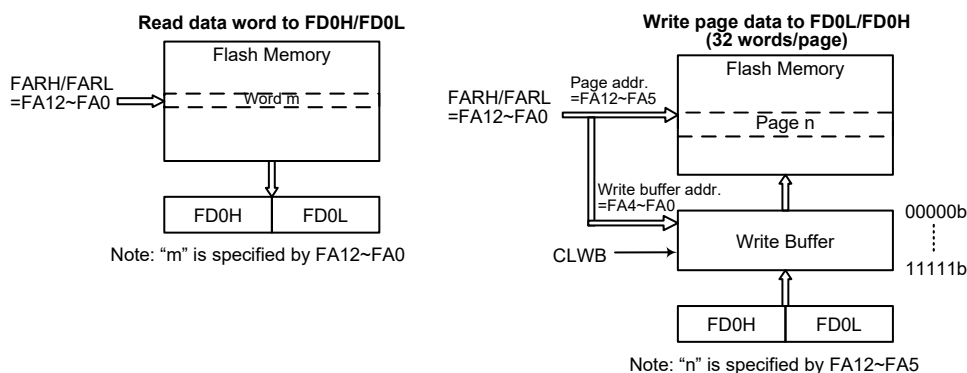 Read data word to FD0H/FD0L
Flash Memory
FARH/FARL
=FA12~FA0
Word m
FD0H
FD0L
Note: “m” is specified by FA12~FA0
Write page data to FD0L/FD0H
(32 words/page)
Flash Memory
Page addr.
=FA12~FA5
FARH/FARL
=FA12~FA0
Page n
Write buffer addr.
=FA4~FA0
00000b
Write Buffer
CLWB
11111b
FD0H
FD0L
Note: “n” is specified by FA12~FA5